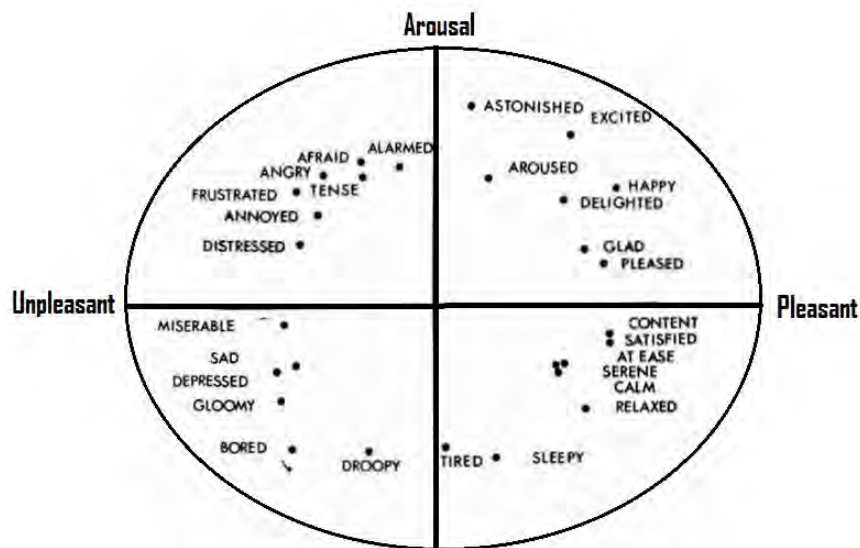 Arousal
ASTONISHED
EXCITED
AFRAID
ALARMED
ANGRY
AROUSED
FRUSTRATED
TENSE
HAPPY
DELIGHTED
ANNOYED
DISTRESSED
GLAD
PLEASED
Unpleasant
Pleasant
MISERABLE
CONTENT
SATISFIED
SAD
AT EASE
DEPRESSED
SERENE
CALM
GLOOMY
RELAXED
BORED
DROOPY
TIRED
SLEEPY